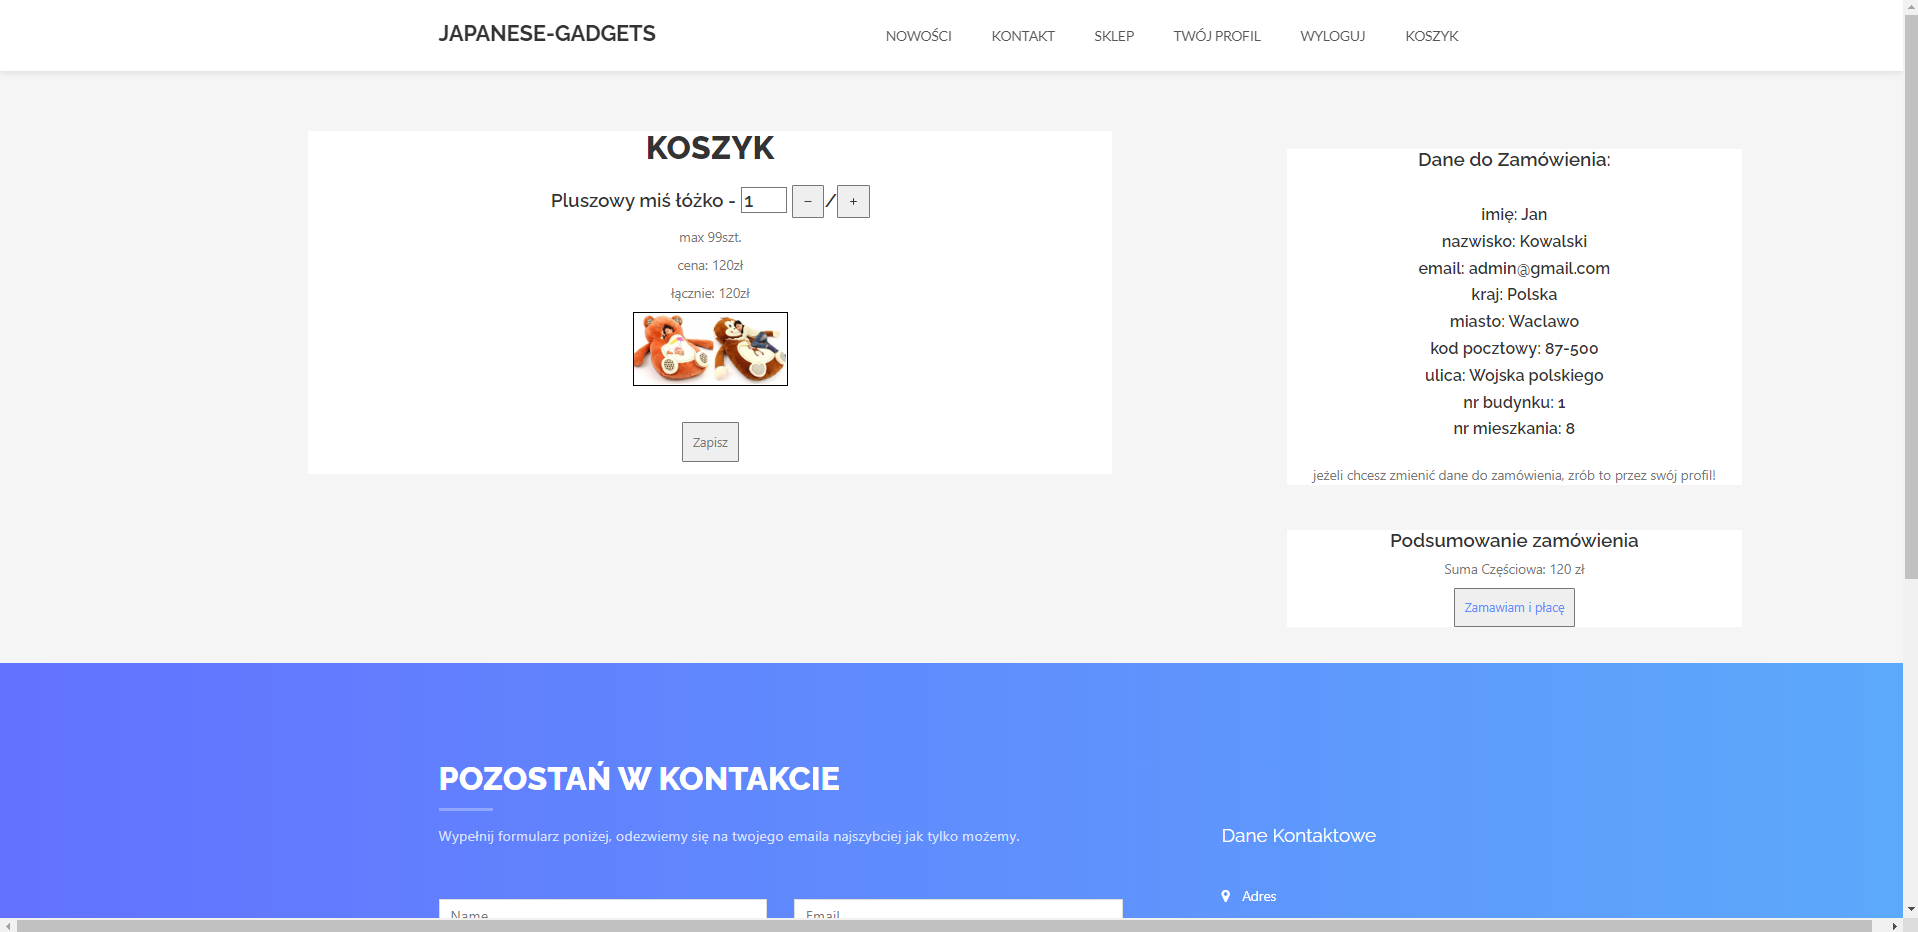 JAPANESE-GADGETS
NOWOŚCI KONTAKT SKLEP TWÓJ PROFIL WYLOGUJ KOSZYK
KOSZYK
Pluszowy miś łóżko - 1 − / +
max 99szt.
cena: 120zł
łącznie: 120zł
Zapisz
Dane do Zamówienia:
imię: Jan
nazwisko: Kowalski
email: admin@gmail.com
kraj: Polska
miasto: Waclawo
kod pocztowy: 87-500
ulica: Wojska polskiego
nr budynku: 1
nr mieszkania: 8
jeżeli chcesz zmienić dane do zamówienia, zrób to przez swój profil!
Podsumowanie zamówienia
Suma Częściowa: 120 zł
Zamawiam i płacę
POZOSTAŃ W KONTAKCIE
Wypełnij formularz poniżej, odezwiemy się na twojego emaila najszybciej jak tylko możemy.
Name
Email
Dane Kontaktowe
Adres